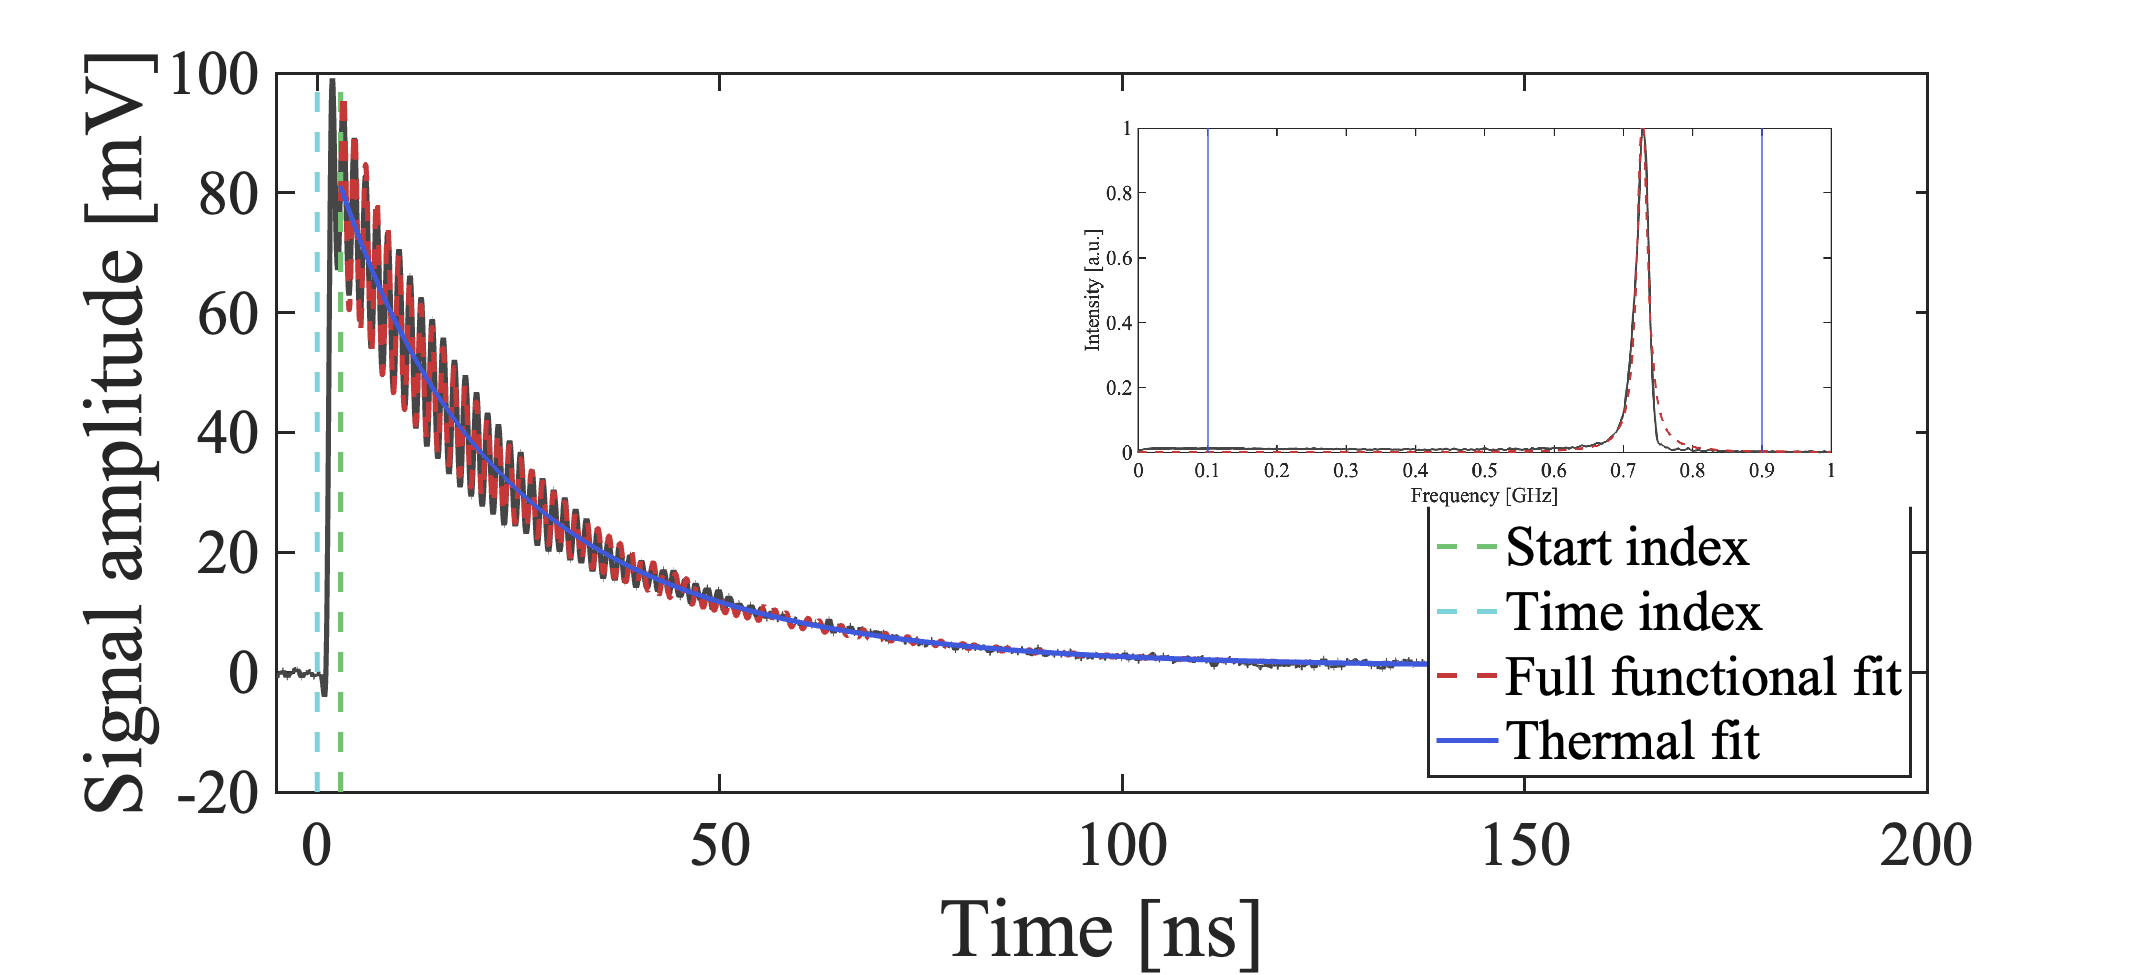 Signal amplitude [mV]
100
80
60
40
20
0
-20
0 50 100 150 200
Time [ns]
Intensity [a.u.]
1
0.8
0.6
0.4
0.2
0
0 0.1 0.2 0.3 0.4 0.5 0.6 0.7 0.8 0.9 1
Frequency [GHz]
Start index
Time index
Full functional fit
Thermal fit